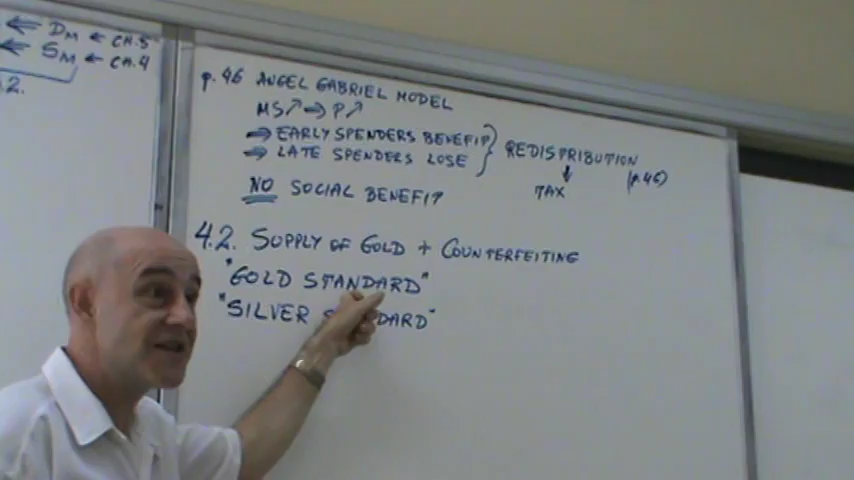 ← DM ← CH.5
← SM ← CH.4
.2.
p.46 ANGEL GABRIEL MODEL
MS↗ ⇒ P↗
⇒ EARLY SPENDERS BENEFIT
⇒ LATE SPENDERS LOSE
} REDISTRIBUTION
↓ (p.46)
TAX
NO SOCIAL BENEFIT
4.2. SUPPLY OF GOLD + COUNTERFEITING
"GOLD STANDARD"
"SILVER S DARD"